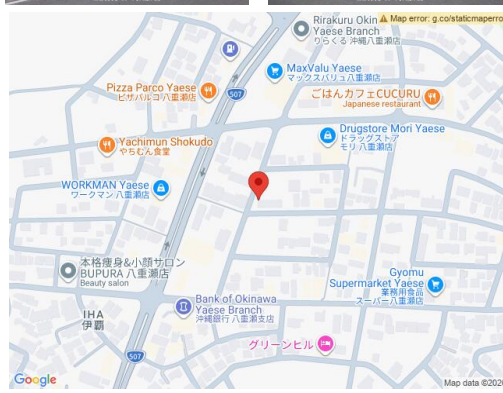 Rirakuru Okin
Yaese Branch
りらくる 沖縄八重瀬店
Map error: g.co/staticmaperro
MaxValu Yaese
マックスバリュ八重瀬店
Pizza Parco Yaese
ピザパルコ 八重瀬店
507
ごはんカフェCUCURU
Japanese restaurant
Drugstore Mori Yaese
ドラッグストア
モリ 八重瀬店
Yachimun Shokudo
やちむん食堂
WORKMAN Yaese
ワークマン 八重瀬店
本格痩身&小顔サロン
BUPURA 八重瀬店
Beauty salon
Gyomu
Supermarket Yaese
業務用食品
スーパー八重瀬店
Bank of Okinawa
Yaese Branch
沖縄銀行 八重瀬支店
IHA
伊覇
グリーンヒル
507
Google
Map data ©2026